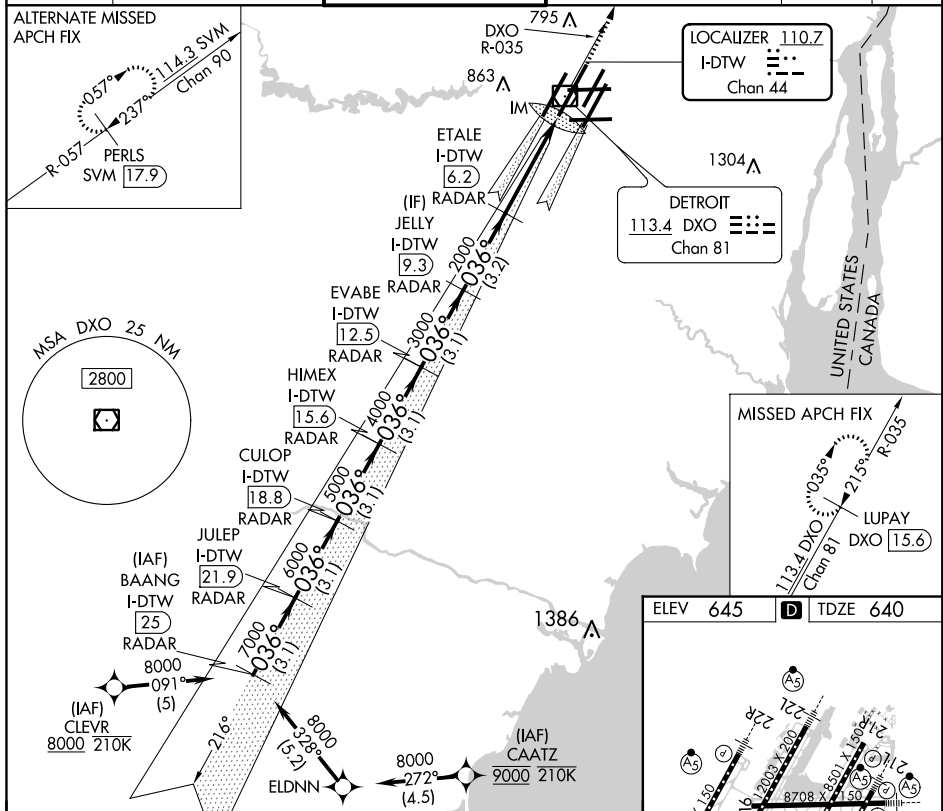 ALTERNATE MISSED
APCH FIX
057°
237°
114.3 SVM
Chan 90
R-057
PERLS
SVM 17.9
795
DXO
R-035
863
IM
LOCALIZER 110.7
I-DTW
Chan 44
1304
DETROIT
113.4 DXO
Chan 81
ETALE
I-DTW
6.2
RADAR
(IF)
JELLY
I-DTW
9.3
RADAR
2000
036°
(3.2)
EVABE
I-DTW
12.5
RADAR
3000
036°
(3.1)
HIMEX
I-DTW
15.6
RADAR
4000
036°
(3.1)
CULOP
I-DTW
18.8
RADAR
5000
036°
(3.1)
JULEP
I-DTW
21.9
RADAR
6000
036°
(3.1)
(IAF)
BAANG
I-DTW
25
RADAR
7000
036°
(3.1)
MSA DXO 25 NM
2800
UNITED STATES
CANADA
MISSED APCH FIX
035°
215°
R-035
LUPAY
DXO 15.6
113.4 DXO
Chan 81
1386
8000
091°
(5)
(IAF)
CLEVR
8000 210K
216°
8000
328°
(5.2)
ELDNN
8000
272°
(4.5)
(IAF)
CAATZ
9000 210K
ELEV 645
D
TDZE 640
A5
22R
22L
A5
P
12003 X 200
8501 X 150
21R
P
21L
A5
A5
P
8708 X 150
150